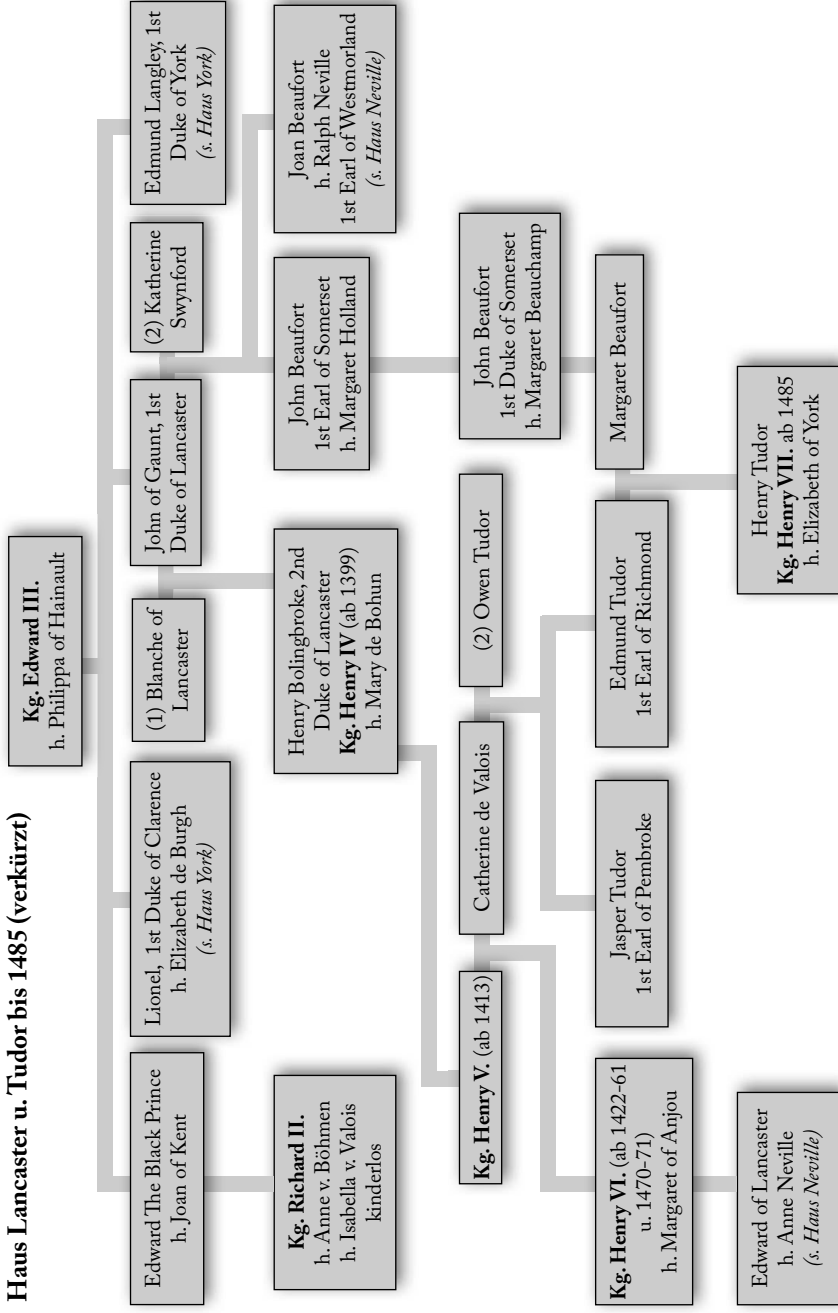 Haus Lancaster u. Tudor bis 1485 (verkürzt)
Kg. Edward III.
h. Philippa of Hainault
Edward The Black Prince
h. Joan of Kent
Lionel, 1st Duke of Clarence
h. Elizabeth de Burgh
(s. Haus York)
(1) Blanche of
Lancaster
John of Gaunt, 1st
Duke of Lancaster
(2) Katherine
Swynford
Edmund Langley, 1st
Duke of York
(s. Haus York)
Kg. Richard II.
h. Anne v. Böhmen
h. Isabella v. Valois
kinderlos
Henry Bolingbroke, 2nd
Duke of Lancaster
Kg. Henry IV (ab 1399)
h. Mary de Bohun
John Beaufort
1st Earl of Somerset
h. Margaret Holland
Joan Beaufort
h. Ralph Neville
1st Earl of Westmorland
(s. Haus Neville)
Kg. Henry V. (ab 1413)
Catherine de Valois
(2) Owen Tudor
John Beaufort
1st Duke of Somerset
h. Margaret Beauchamp
Kg. Henry VI. (ab 1422-61
u. 1470-71)
h. Margaret of Anjou
Jasper Tudor
1st Earl of Pembroke
Edmund Tudor
1st Earl of Richmond
Margaret Beaufort
Edward of Lancaster
h. Anne Neville
(s. Haus Neville)
Henry Tudor
Kg. Henry VII. ab 1485
h. Elizabeth of York